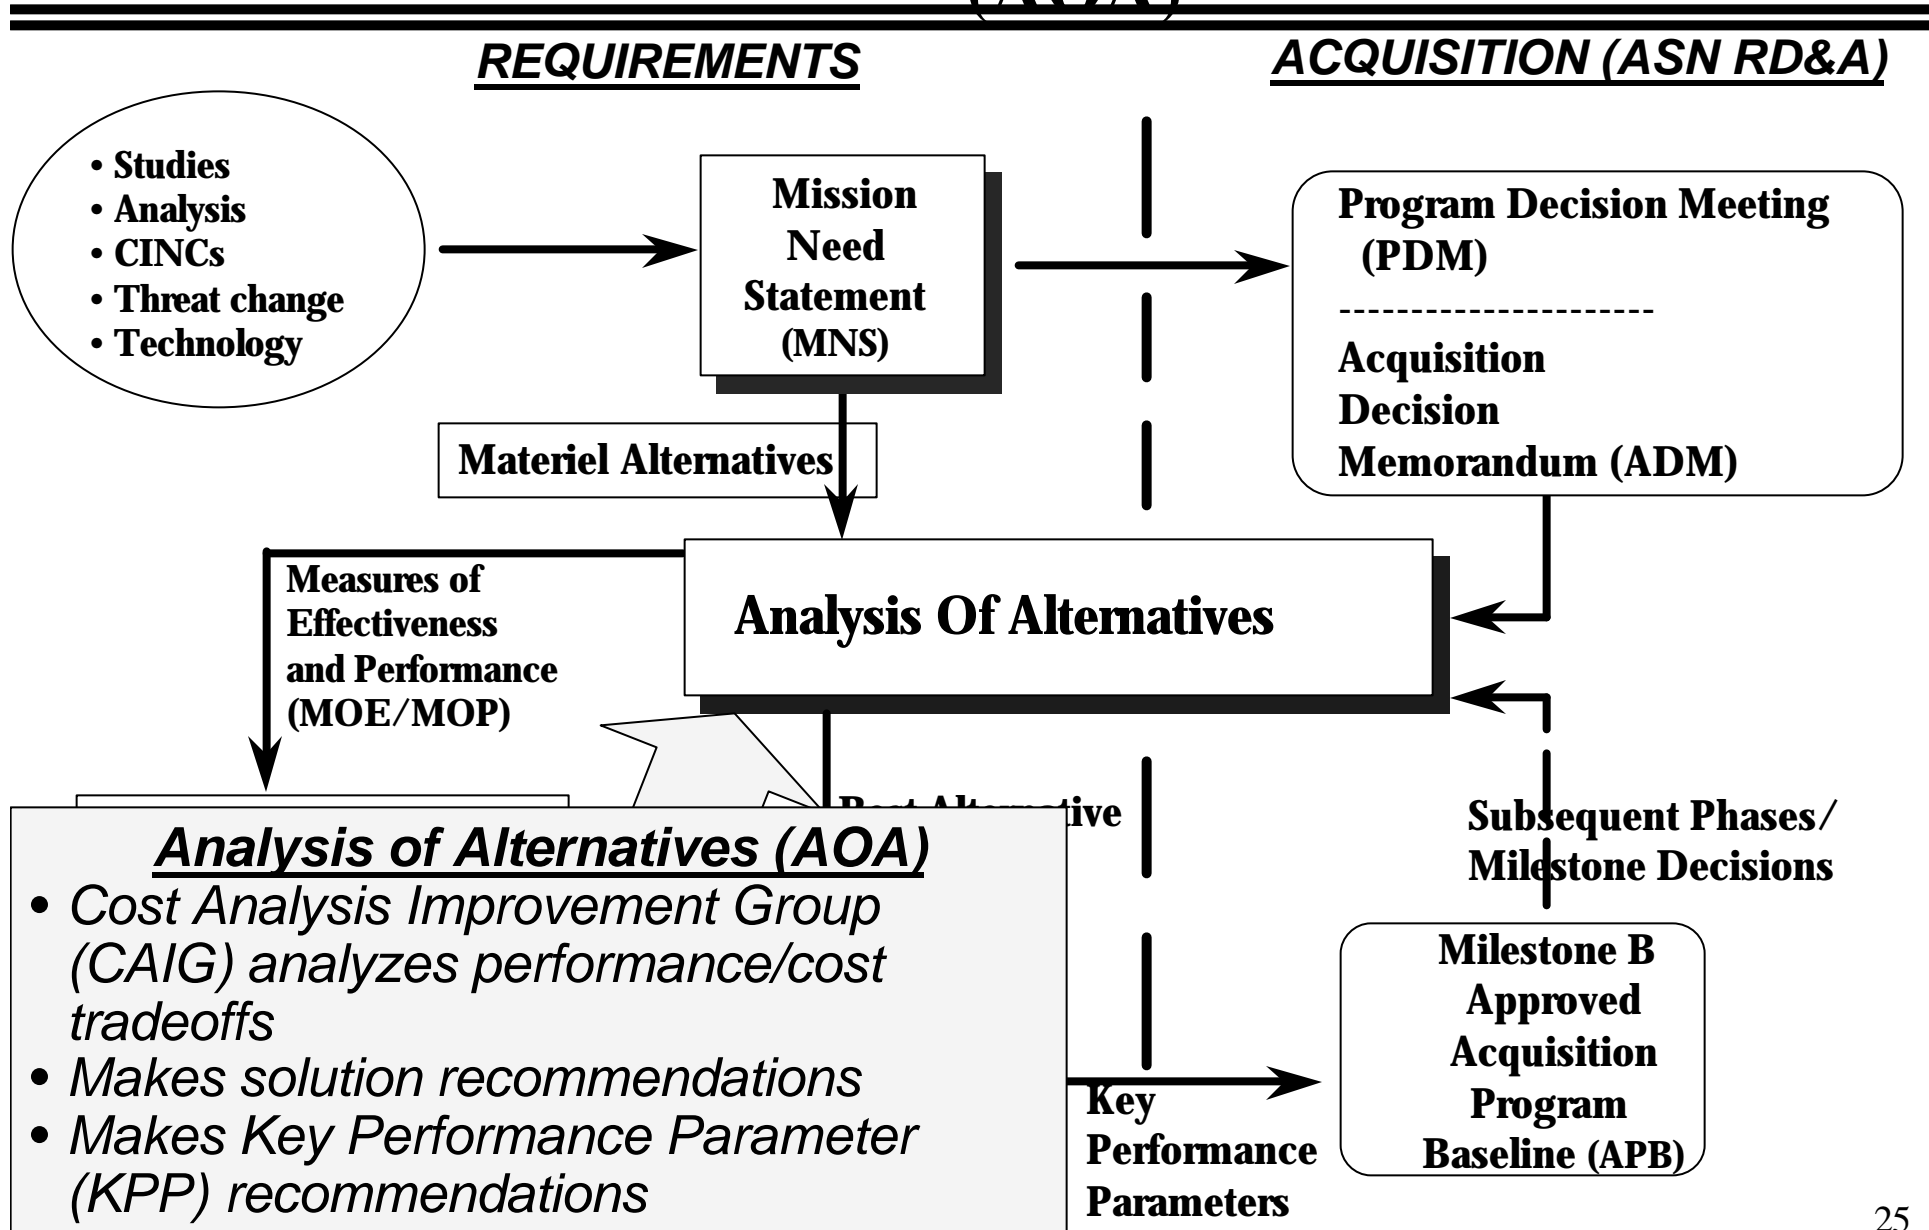 (AOA)
REQUIREMENTS
ACQUISITION (ASN RD&A)
• Studies
• Analysis
• CINCs
• Threat change
• Technology
Mission
Need
Statement
(MNS)
Program Decision Meeting
(PDM)
----------------------
Acquisition
Decision
Memorandum (ADM)
Materiel Alternatives
Analysis Of Alternatives
Measures of
Effectiveness
and Performance
(MOE/MOP)
Best Alternative
Subsequent Phases/
Milestone Decisions
Analysis of Alternatives (AOA)
• Cost Analysis Improvement Group
(CAIG) analyzes performance/cost
tradeoffs
• Makes solution recommendations
• Makes Key Performance Parameter
(KPP) recommendations
Key
Performance
Parameters
Milestone B
Approved
Acquisition
Program
Baseline (APB)
25